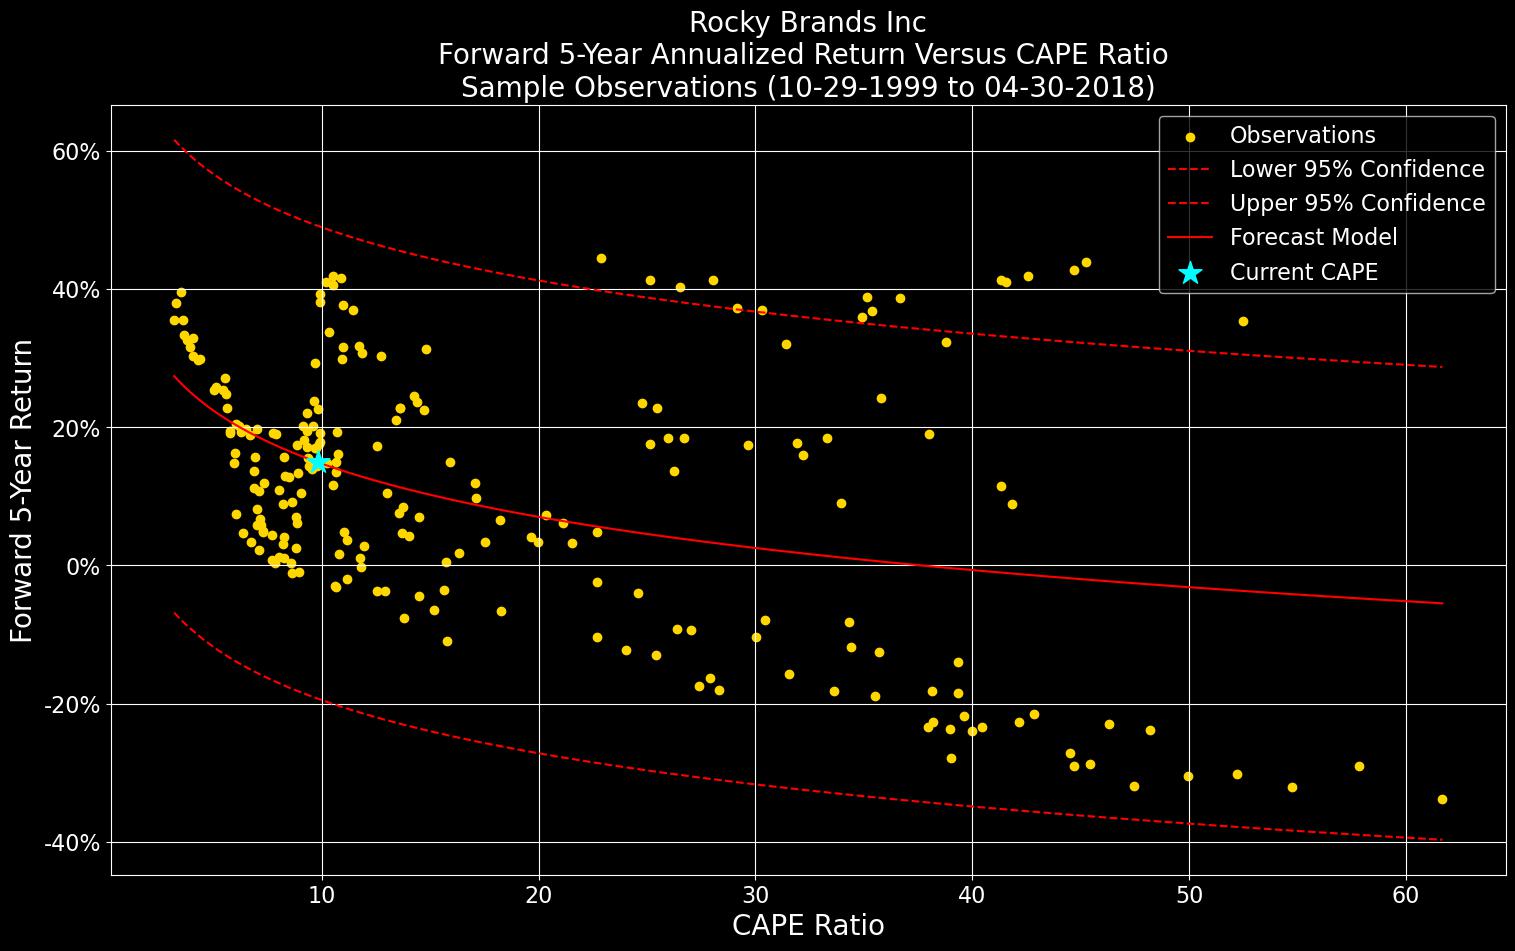 Rocky Brands Inc
Forward 5-Year Annualized Return Versus CAPE Ratio
Sample Observations (10-29-1999 to 04-30-2018)
Observations
Lower 95% Confidence
Upper 95% Confidence
Forecast Model
Current CAPE
Forward 5-Year Return
60%
40%
20%
0%
-20%
-40%
10 20 30 40 50 60
CAPE Ratio